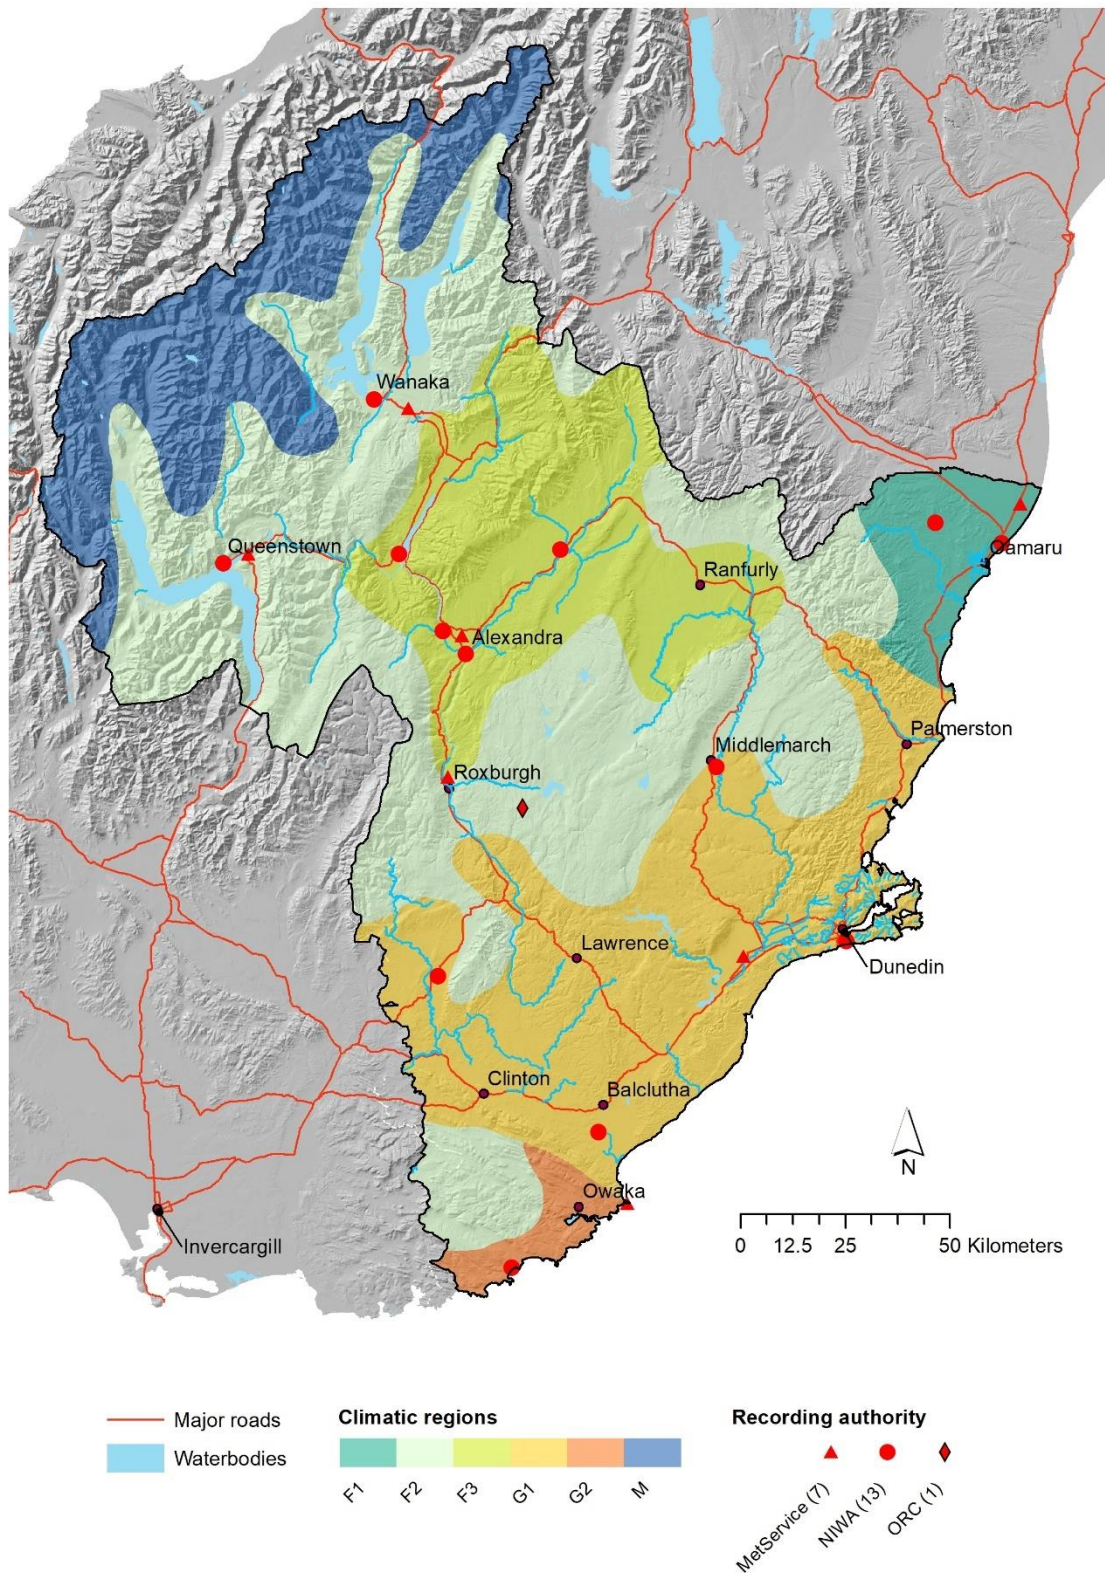 Wanaka
Queenstown
Oamaru
Ranfurly
Alexandra
Palmerston
Middlemarch
Roxburgh
Lawrence
Dunedin
Clinton
Balclutha
N
Owaka
0 12.5 25 50 Kilometers
Invercargill
Major roads
Waterbodies
Climatic regions
F1 F2 F3 G1 G2 M
Recording authority
MetService (7)
NIWA (13)
ORC (1)